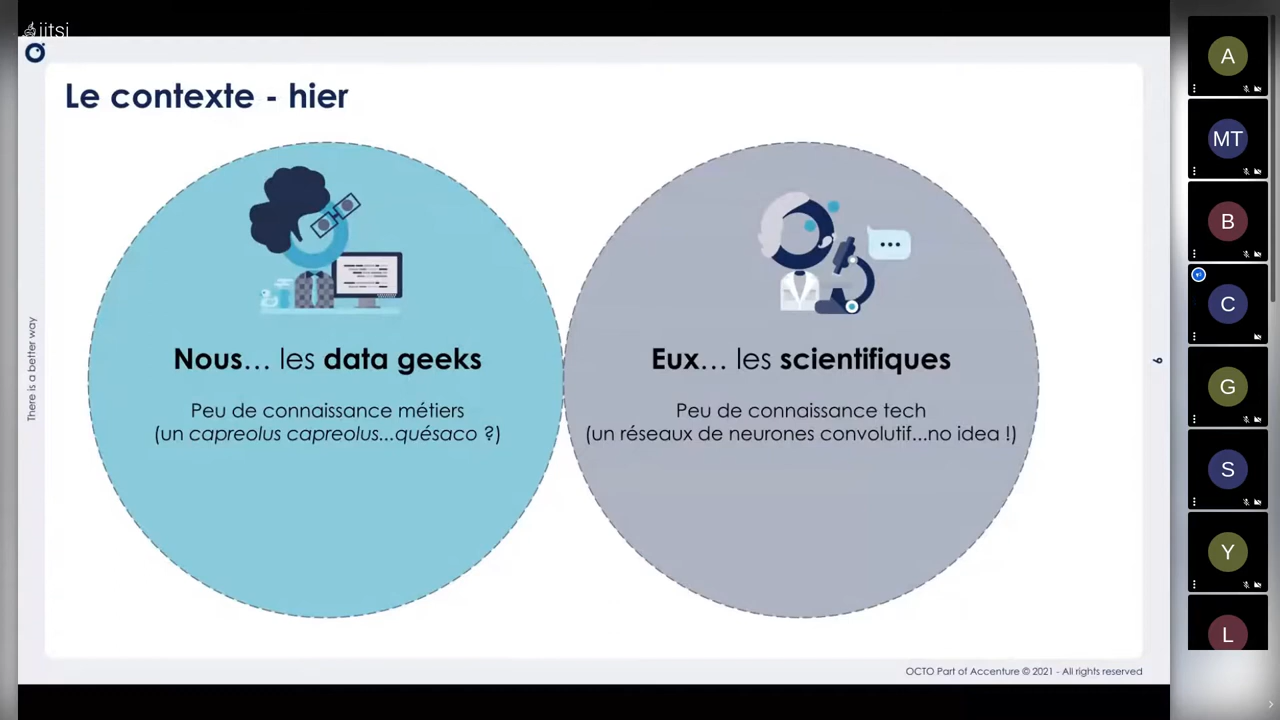 jitsi
Le contexte - hier
Nous... les data geeks
Peu de connaissance métiers
(un capreolus capreolus...quésaco ?)
Eux... les scientifiques
Peu de connaissance tech
(un réseaux de neurones convolutif...no idea !)
There is a better way
9
OCTO Part of Accenture © 2021 - All rights reserved
A
MT
B
C
G
S
Y
L